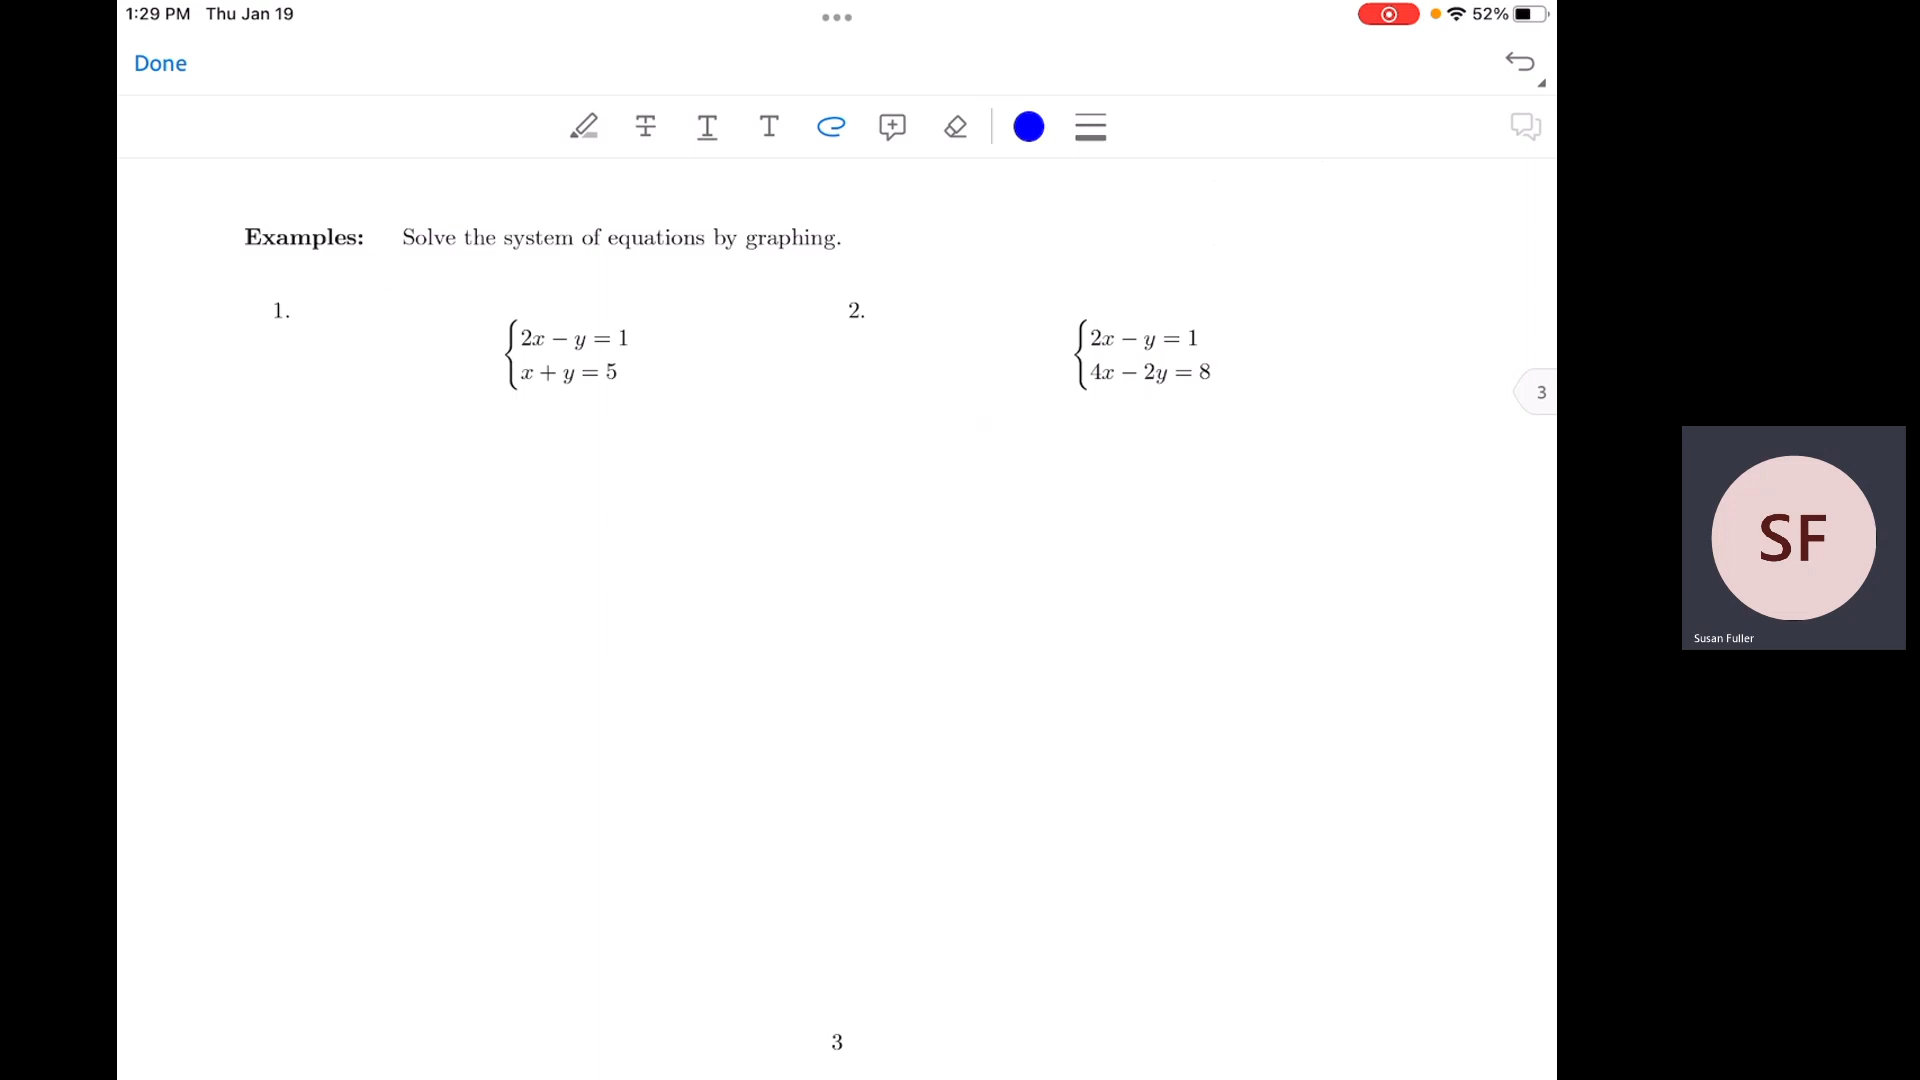 1:29 PM Thu Jan 19
52%
Done
Examples: Solve the system of equations by graphing.
1.
2x − y = 1
x + y = 5
2.
2x − y = 1
4x − 2y = 8
3
SF
Susan Fuller
3